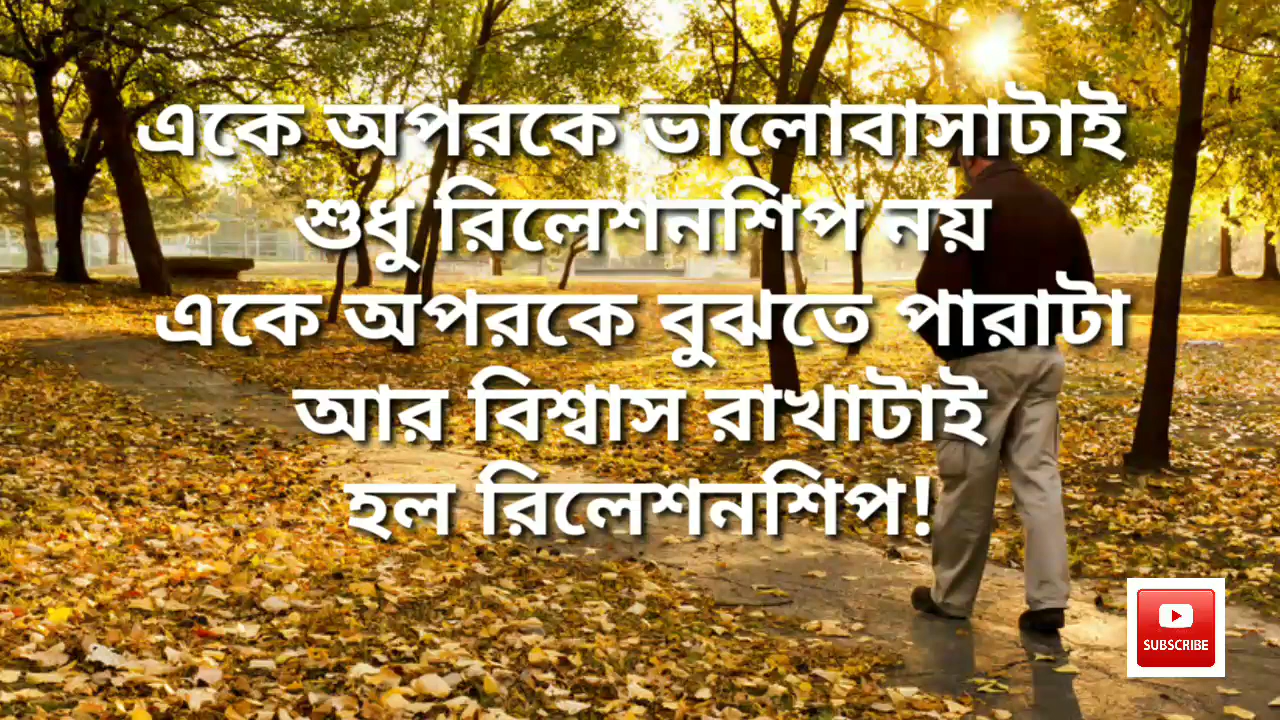 একে অপরকে ভালোবাসাটাই
শুধু রিলেশনশিপ নয়
একে অপরকে বুঝতে পারাটা
আর বিশ্বাস রাখাটাই
হল রিলেশনশিপ!
SUBSCRIBE